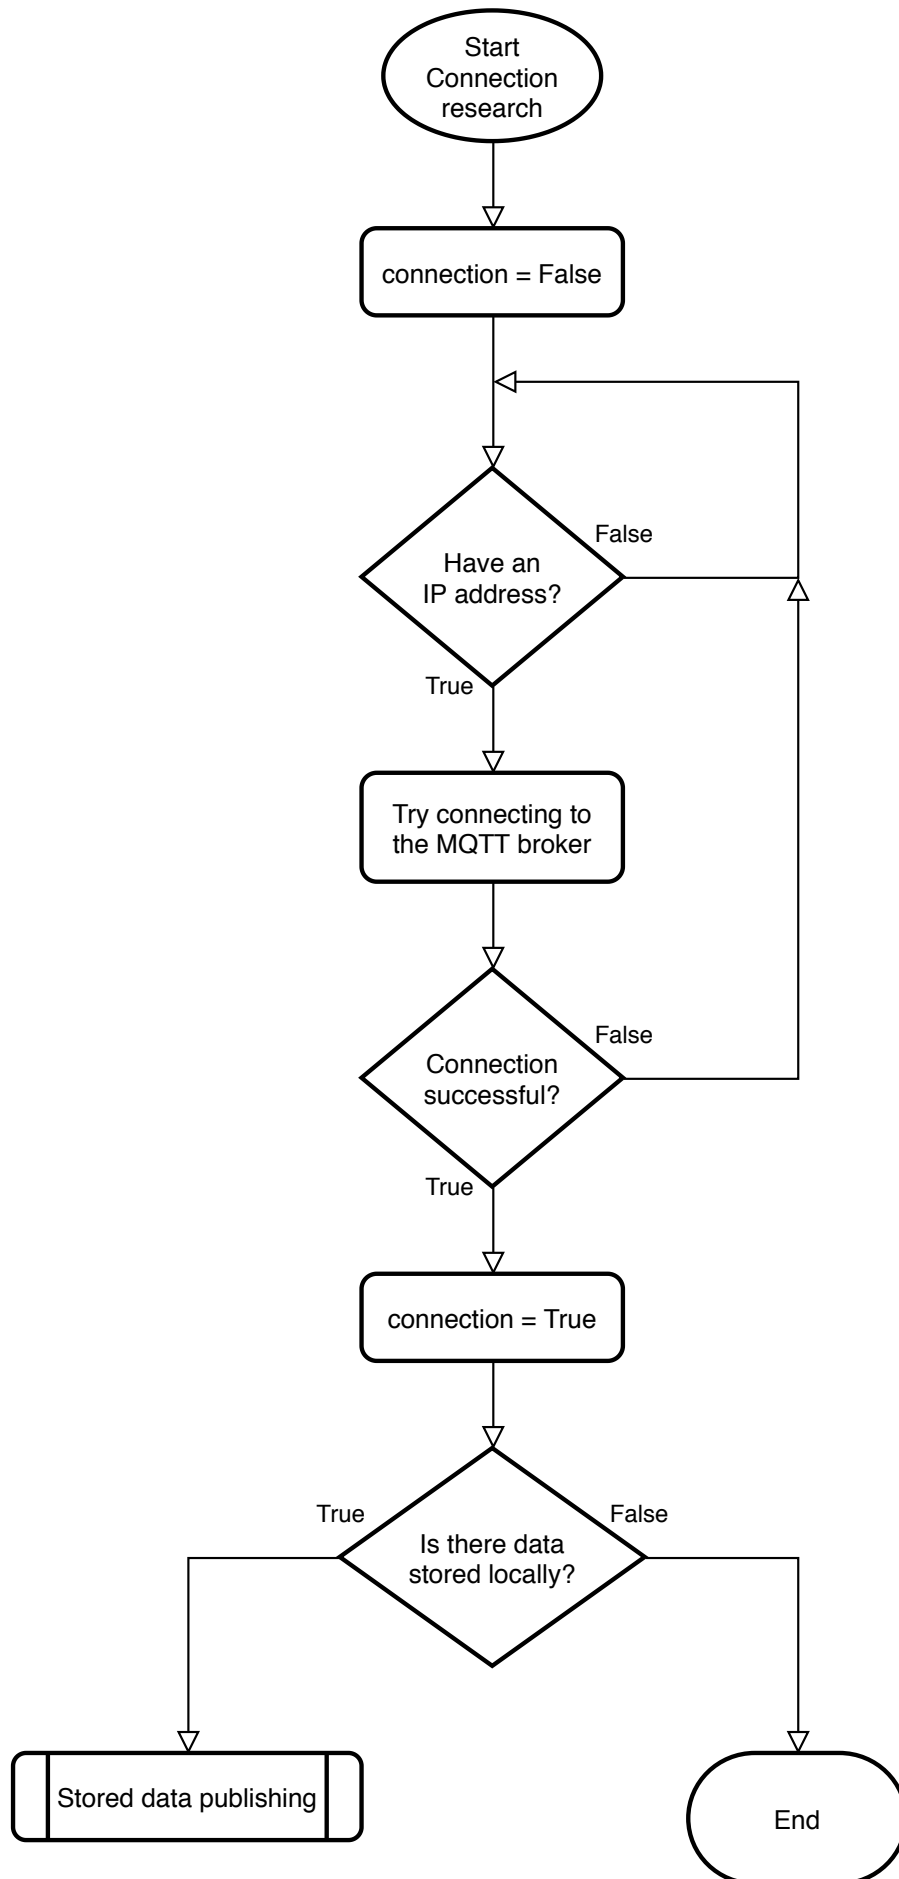 Start
Connection
research
connection = False
Have an
IP address?
False
True
Try connecting to
the MQTT broker
Connection
successful?
False
True
connection = True
Is there data
stored locally?
True
False
Stored data publishing
End